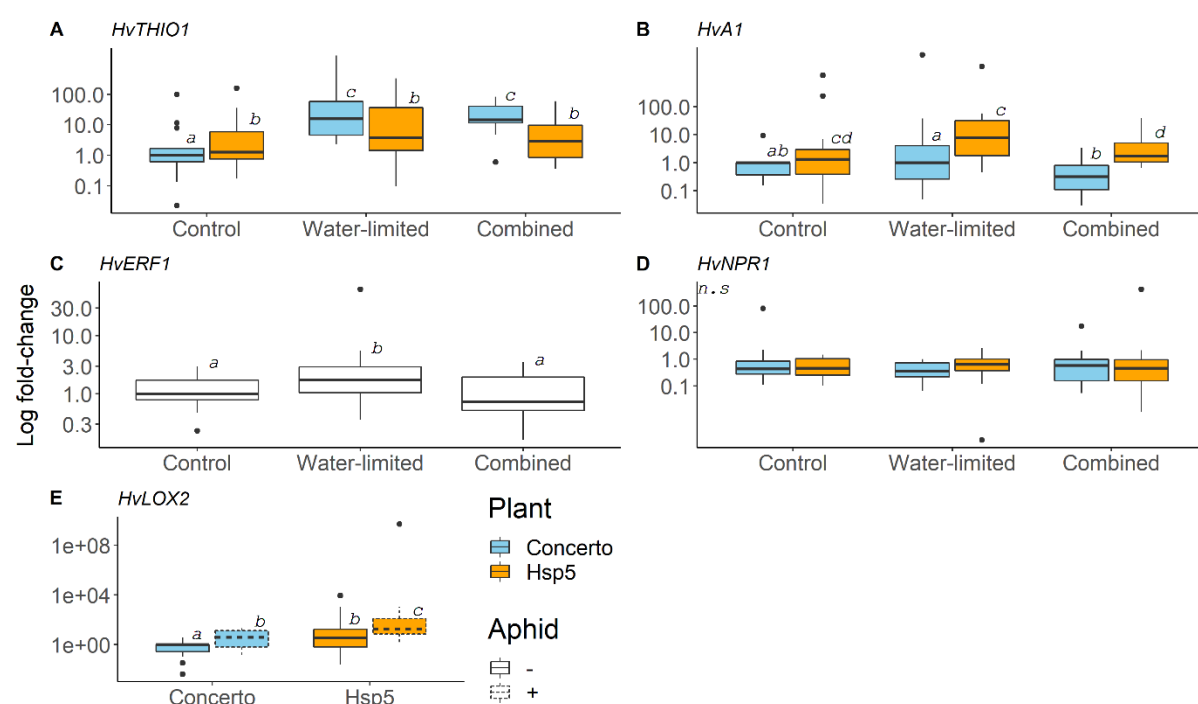 A HvTHIO1
100.0
10.0
1.0
0.1
a
b
c
b
c
b
Control Water-limited Combined
B HvA1
100.0
10.0
1.0
0.1
ab
cd
a
c
b
d
Control Water-limited Combined
Log fold-change
C HvERF1
30.0
10.0
3.0
1.0
0.3
a
b
a
Control Water-limited Combined
D HvNPR1
n.s
100.0
10.0
1.0
0.1
Control Water-limited Combined
E HvLOX2
1e+08
1e+04
1e+00
a
b
b
c
Concerto Hsp5
Plant
Concerto
Hsp5
Aphid
-
+